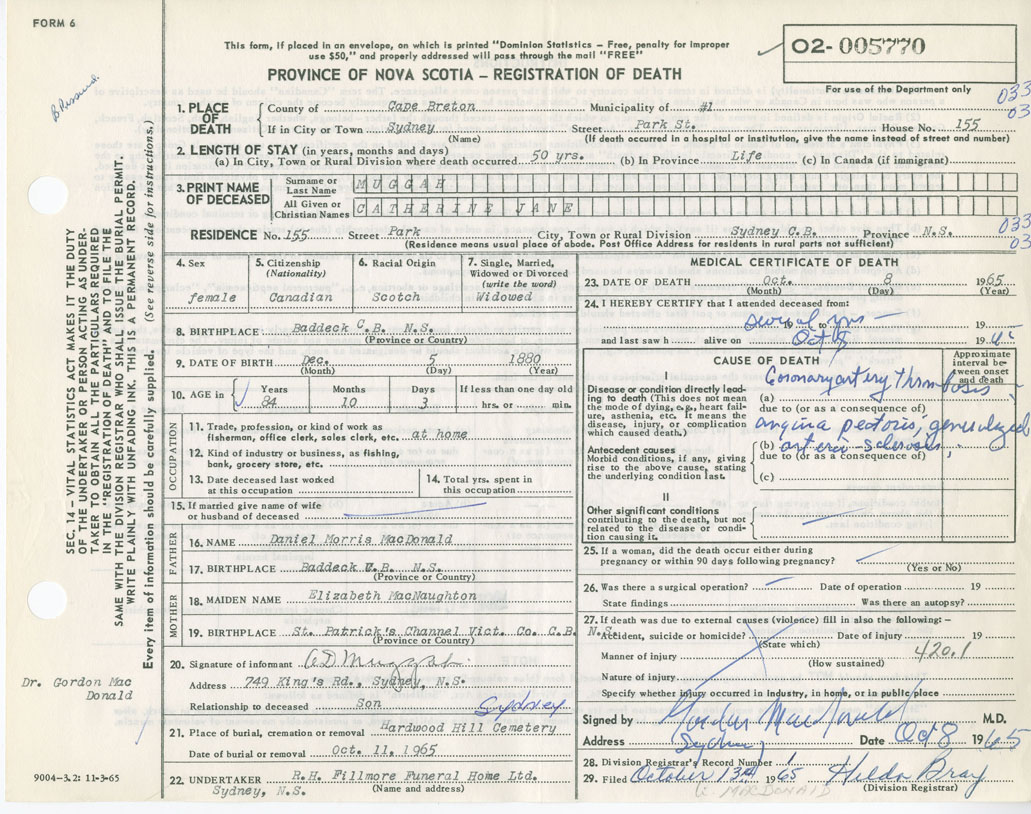 FORM 6
This form, if placed in an envelope, on which is printed "Dominion Statistics – Free, penalty for improper
use $50," and properly addressed will pass through the mail "FREE"
PROVINCE OF NOVA SCOTIA – REGISTRATION OF DEATH
02- 005770
For use of the Department only
033
03
1. PLACE OF DEATH
County of Cape Breton Municipality of #1
If in City or Town Sydney Street Park St. House No. 155
(Name) (If death occurred in a hospital or institution, give the name instead of street and number)
2. LENGTH OF STAY (in years, months and days)
(a) In City, Town or Rural Division where death occurred 50 yrs. (b) In Province Life (c) In Canada (if immigrant)
3. PRINT NAME OF DECEASED
Surname or Last Name MUGGAH
All Given or Christian Names CATHERINE JANE
RESIDENCE No. 155 Street Park City, Town or Rural Division Sydney C.B. Province N.S.
(Residence means usual place of abode. Post Office Address for residents in rural parts not sufficient)
033
03
4. Sex
female
5. Citizenship
(Nationality)
Canadian
6. Racial Origin
Scotch
7. Single, Married,
Widowed or Divorced
(write the word)
Widowed
8. BIRTHPLACE Baddeck C.B. N.S.
(Province or Country)
9. DATE OF BIRTH Dec. 5 1880
(Month) (Day) (Year)
10. AGE in
Years Months Days If less than one day old
84 10 3 hrs. or min.
OCCUPATION
11. Trade, profession, or kind of work as
fisherman, office clerk, sales clerk, etc. at home
12. Kind of industry or business, as fishing,
bank, grocery store, etc.
13. Date deceased last worked
at this occupation
14. Total yrs. spent in
this occupation
15. If married give name of wife
or husband of deceased
FATHER
16. NAME Daniel Morris MacDonald
17. BIRTHPLACE Baddeck C.B. N.S.
(Province or Country)
MOTHER
18. MAIDEN NAME Elizabeth MacNaughton
19. BIRTHPLACE St. Patrick's Channel Vict. Co. C.B. N.S.
(Province or Country)
20. Signature of informant Muggah
Address 749 King's Rd., Sydney, N.S.
Relationship to deceased Son
Sydney
21. Place of burial, cremation or removal Hardwood Hill Cemetery
Date of burial or removal Oct. 11, 1965
22. UNDERTAKER R.H. Fillmore Funeral Home Ltd.
Sydney, N.S. (Name and address)
MEDICAL CERTIFICATE OF DEATH
23. DATE OF DEATH Oct. 8 1965
(Month) (Day) (Year)
24. I HEREBY CERTIFY that I attended deceased from:
several 19 to yrs 19
and last saw h alive on Oct 8 19 65
CAUSE OF DEATH
Approximate
interval be
tween onset
and death
I
Disease or condition directly lead-
ing to death (This does not
mean the mode of dying, e.g., heart fail-
ure, asthenia, etc. It means the
disease, injury, or complication
which caused death.)
(a) Coronary artery thrombosis
due to (or as a consequence of)
angina pectoris, generalized
Antecedent causes
Morbid conditions, if any, giving
rise to the above cause, stating
the underlying condition last.
(b) arterio-sclerosis
due to (or as a consequence of)
(c)
II
Other significant conditions
contributing to the death, but not
related to the disease or condi-
tion causing it.
25. If a woman, did the death occur either during
pregnancy or within 90 days following pregnancy?
(Yes or No)
26. Was there a surgical operation? Date of operation 19
State findings Was there an autopsy?
27. If death was due to external causes (violence) fill in also the following: –
Accident, suicide or homicide? Date of injury 19
(State which)
Manner of injury 420.1
(How sustained)
Nature of injury
Specify whether injury occurred in industry, in home, or in public place
Signed by Gordon MacDonald M.D.
Address Sydney Date Oct 8 1965
28. Division Registrar's Record Number 1
29. Filed October 13th 1965 Hilda Bray
(Division Registrar)
MACDONALD
SEC. 14 – VITAL STATISTICS ACT MAKES IT THE DUTY
OF THE UNDERTAKER OR PERSON ACTING AS UNDER-
TAKER TO OBTAIN ALL THE PARTICULARS REQUIRED
IN THE "REGISTRATION OF DEATH" AND TO FILE THE
SAME WITH THE DIVISION REGISTRAR WHO SHALL ISSUE THE BURIAL PERMIT.
WRITE PLAINLY WITH UNFADING INK. THIS IS A PERMANENT RECORD.
Every item of information should be carefully supplied. (See reverse side for instructions.)
Dr. Gordon Mac
Donald
9004-3.2: 11-3-65